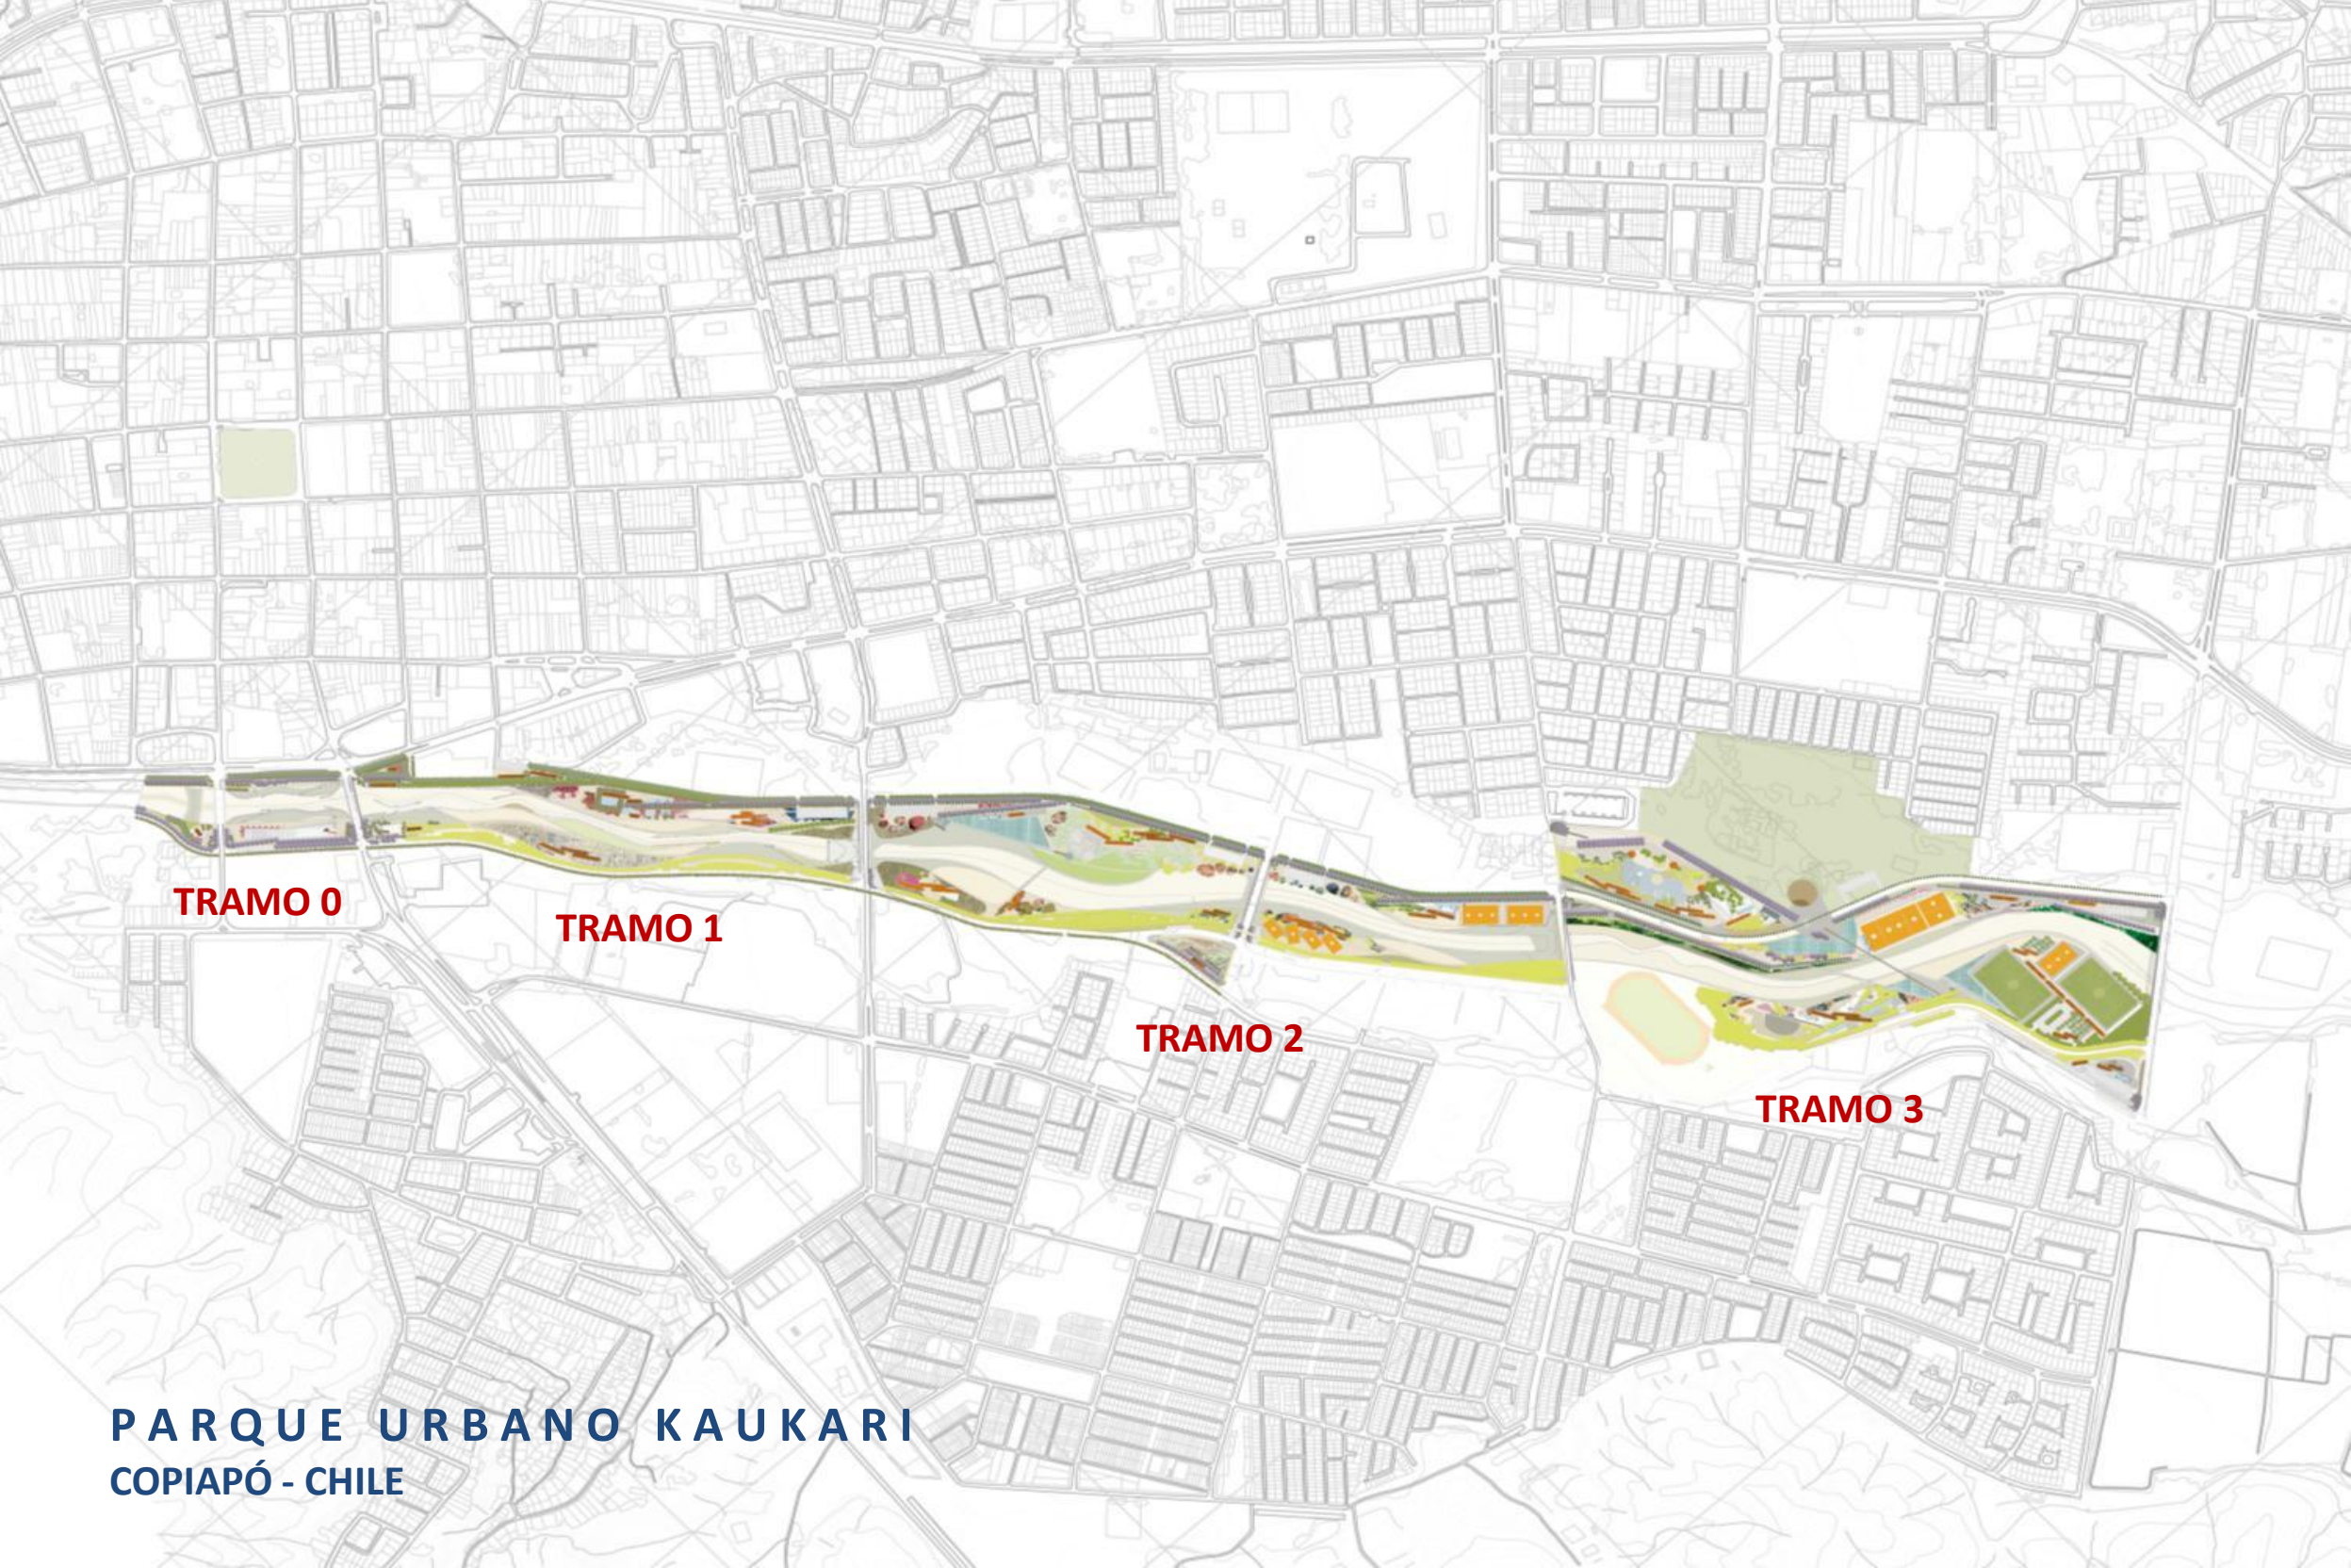 TRAMO 0
TRAMO 1
TRAMO 2
TRAMO 3
PARQUE URBANO KAUKARI
COPIAPÓ - CHILE